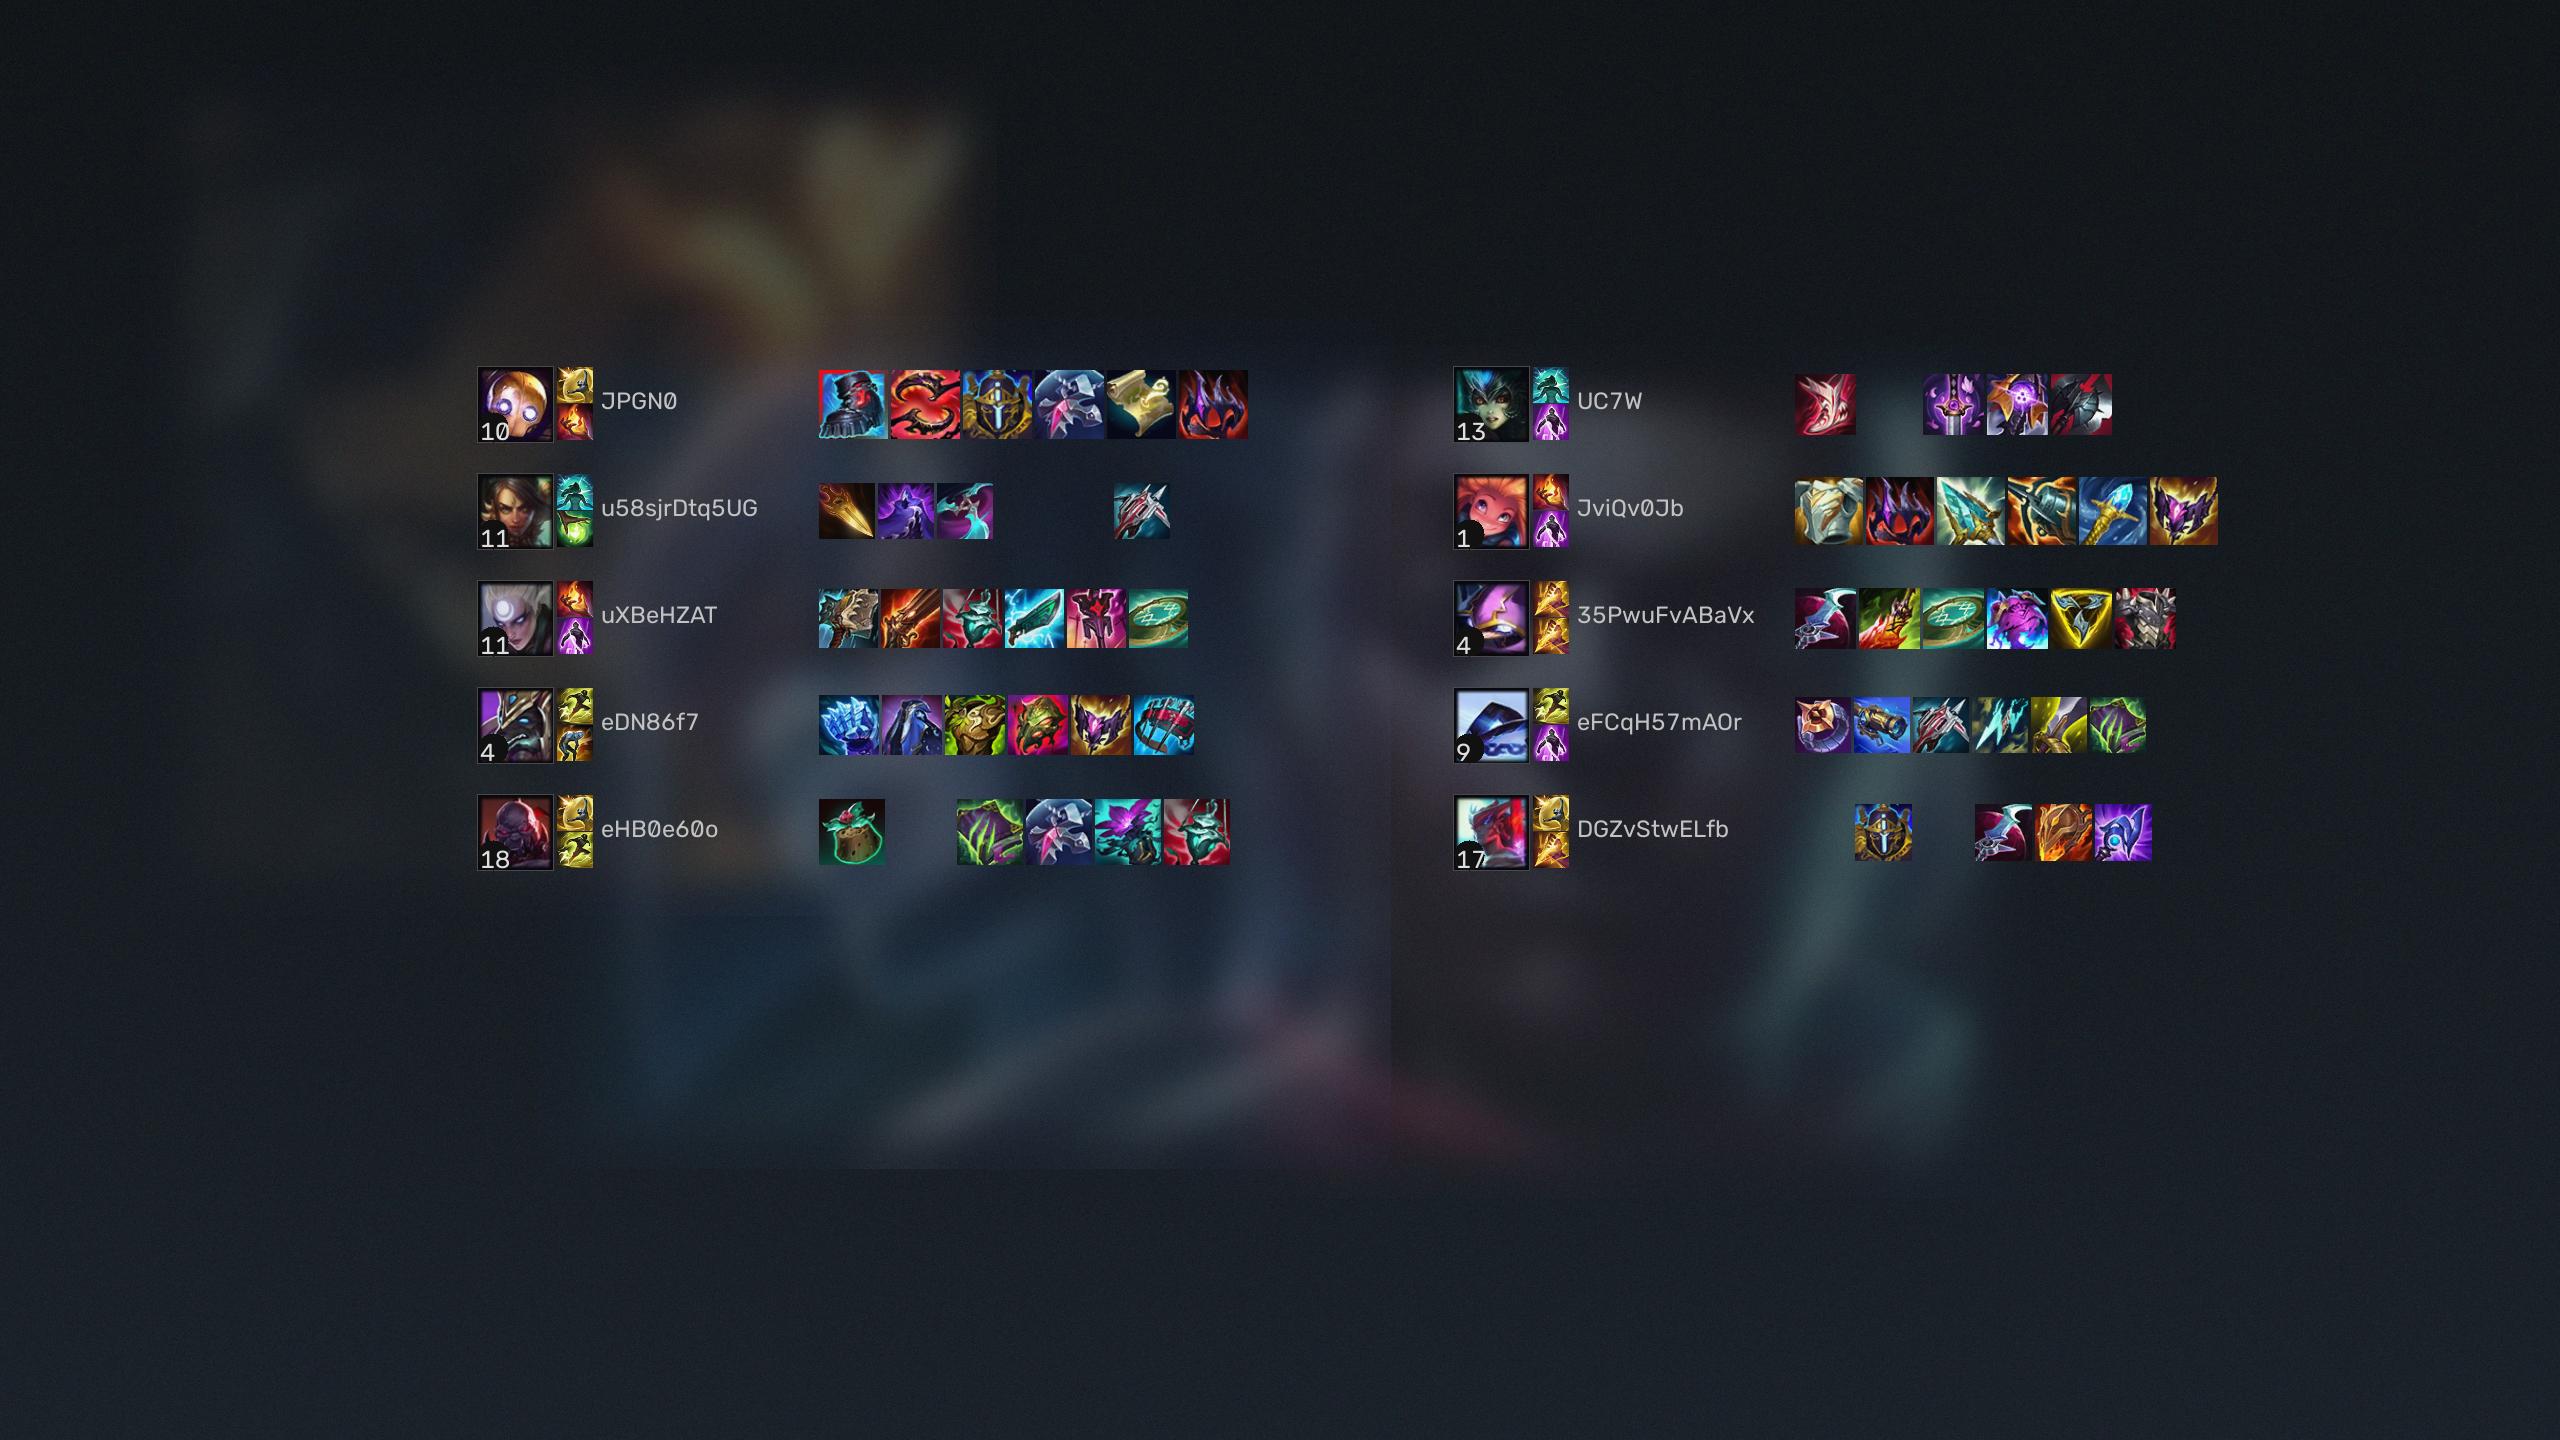 10 JPGN0
11 u58sjrDtq5UG
11 uXBeHZAT
4 eDN86f7
18 eHB0e60o
13 UC7W
1 JviQv0Jb
4 35PwuFvABaVx
9 eFCqH57mAOr
17 DGZvStwELfb